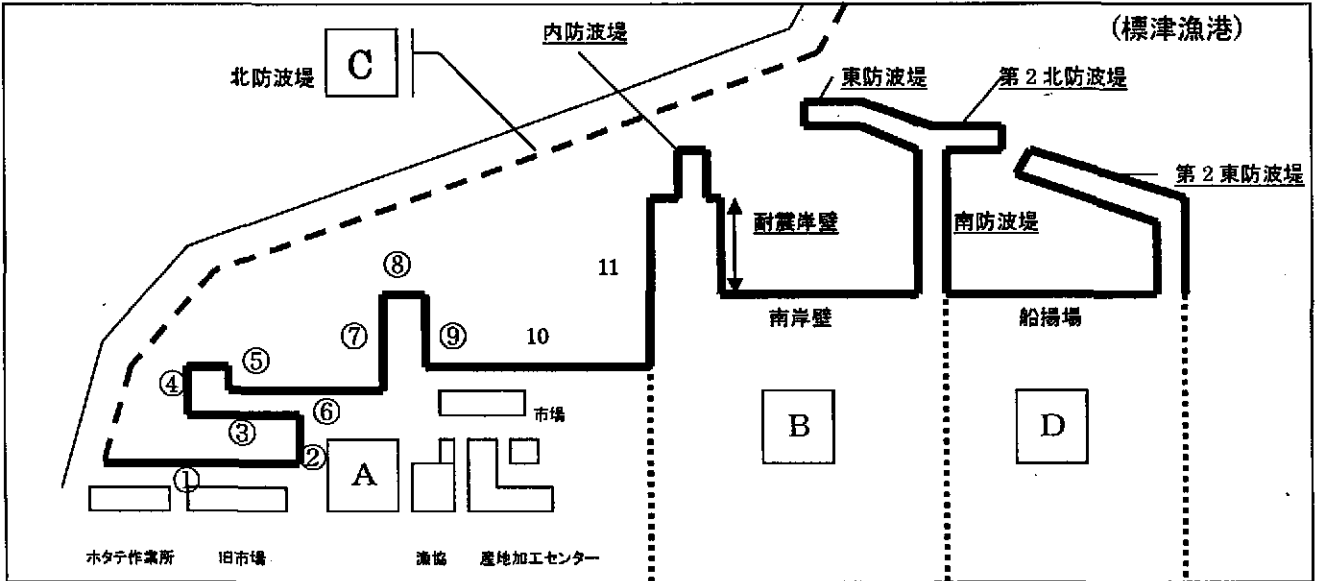 (標津漁港)
内防波堤
北防波堤
C
東防波堤
第2北防波堤
第2東防波堤
耐震岸壁
南防波堤
⑧
11
南岸壁
船揚場
⑦
⑨
10
⑤
④
⑥
市場
③
②
A
B
D
①
ホタテ作業所
旧市場
漁協
産地加工センター